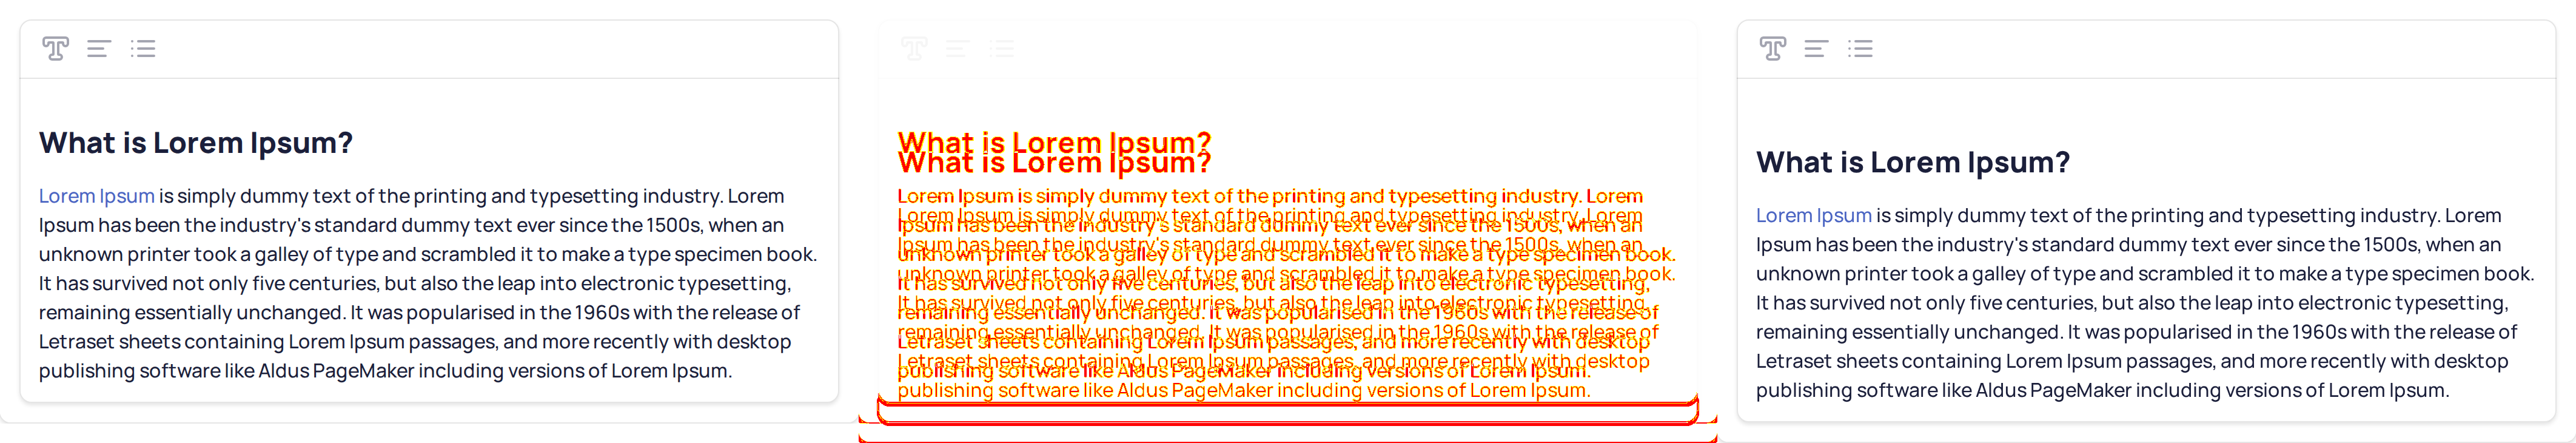 What is Lorem Ipsum?
Lorem Ipsum is simply dummy text of the printing and typesetting industry. Lorem
Ipsum has been the industry's standard dummy text ever since the 1500s, when an
unknown printer took a galley of type and scrambled it to make a type specimen book.
It has survived not only five centuries, but also the leap into electronic typesetting,
remaining essentially unchanged. It was popularised in the 1960s with the release of
Letraset sheets containing Lorem Ipsum passages, and more recently with desktop
publishing software like Aldus PageMaker including versions of Lorem Ipsum.
What is Lorem Ipsum?
What is Lorem Ipsum?
Lorem Ipsum is simply dummy text of the printing and typesetting industry. Lorem
Lorem Ipsum is simply dummy text of the printing and typesetting industry. Lorem
Ipsum has been the industry's standard dummy text ever since the 1500s, when an
Ipsum has been the industry's standard dummy text ever since the 1500s, when an
unknown printer took a galley of type and scrambled it to make a type specimen book.
unknown printer took a galley of type and scrambled it to make a type specimen book.
It has survived not only five centuries, but also the leap into electronic typesetting,
It has survived not only five centuries, but also the leap into electronic typesetting,
remaining essentially unchanged. It was popularised in the 1960s with the release of
remaining essentially unchanged. It was popularised in the 1960s with the release of
Letraset sheets containing Lorem Ipsum passages, and more recently with desktop
Letraset sheets containing Lorem Ipsum passages, and more recently with desktop
publishing software like Aldus PageMaker including versions of Lorem Ipsum.
publishing software like Aldus PageMaker including versions of Lorem Ipsum.
What is Lorem Ipsum?
Lorem Ipsum is simply dummy text of the printing and typesetting industry. Lorem
Ipsum has been the industry's standard dummy text ever since the 1500s, when an
unknown printer took a galley of type and scrambled it to make a type specimen book.
It has survived not only five centuries, but also the leap into electronic typesetting,
remaining essentially unchanged. It was popularised in the 1960s with the release of
Letraset sheets containing Lorem Ipsum passages, and more recently with desktop
publishing software like Aldus PageMaker including versions of Lorem Ipsum.